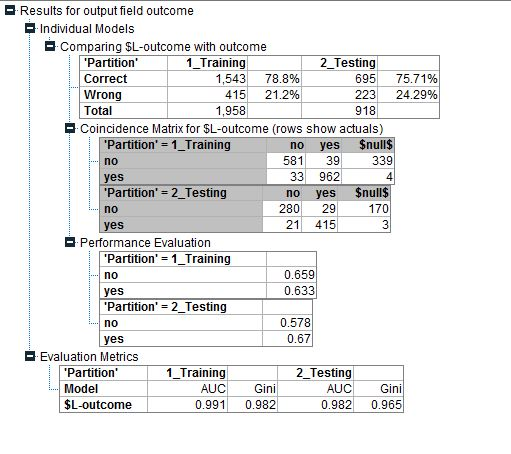 Results for output field outcome
Individual Models
Comparing $L-outcome with outcome
'Partition' 1_Training 2_Testing
Correct 1,543 78.8% 695 75.71%
Wrong 415 21.2% 223 24.29%
Total 1,958 918
Coincidence Matrix for $L-outcome (rows show actuals)
'Partition' = 1_Training no yes $null$
no 581 39 339
yes 33 962 4
'Partition' = 2_Testing no yes $null$
no 280 29 170
yes 21 415 3
Performance Evaluation
'Partition' = 1_Training
no 0.659
yes 0.633
'Partition' = 2_Testing
no 0.578
yes 0.67
Evaluation Metrics
'Partition' 1_Training 2_Testing
Model AUC Gini AUC Gini
$L-outcome 0.991 0.982 0.982 0.965